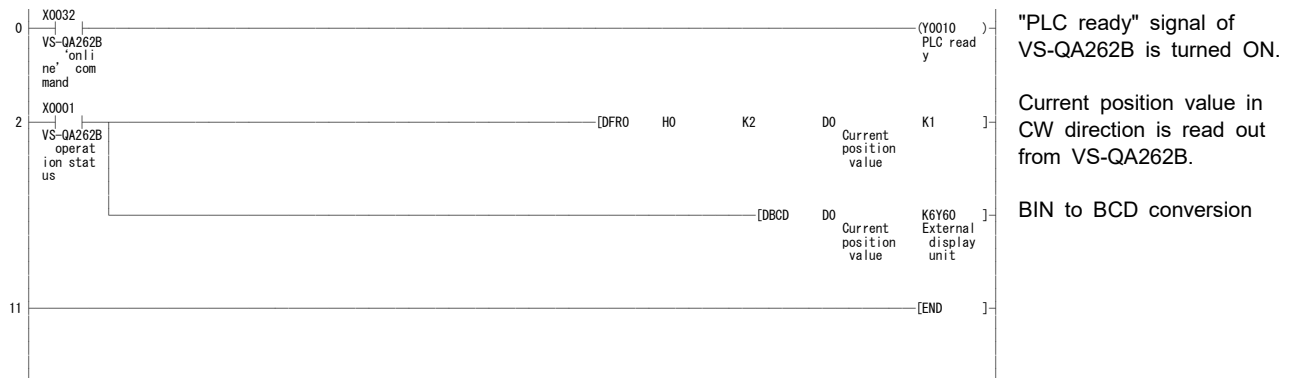 X0032
0 (Y0010 )
VS-QA262B PLC read
'onli y
ne' com
mand
"PLC ready" signal of
VS-QA262B is turned ON.
X0001
2 [DFRO H0 K2 D0 K1 ]
VS-QA262B Current
operat position
ion stat value
us
Current position value in
CW direction is read out
from VS-QA262B.
[DBCD D0 K6Y60 ]
Current External
position display
value unit
BIN to BCD conversion
11 [END ]